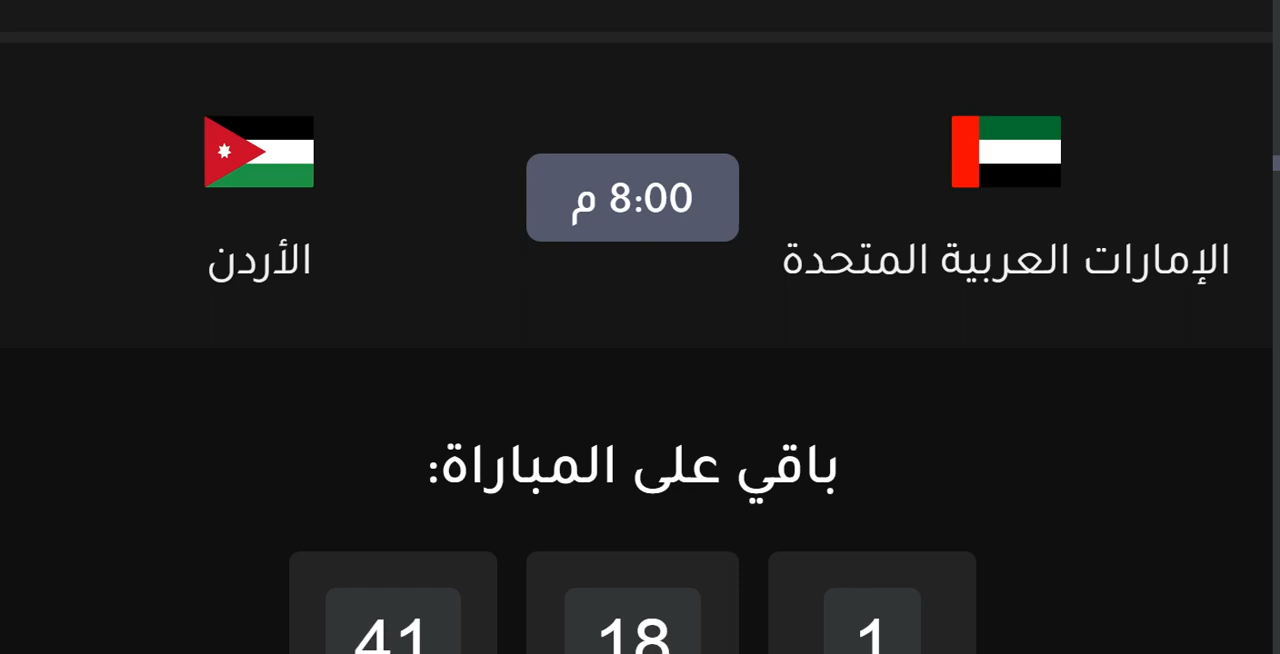 الإمارات العربية المتحدة
8:00 م
الأردن
باقي على المباراة:
1 18 41